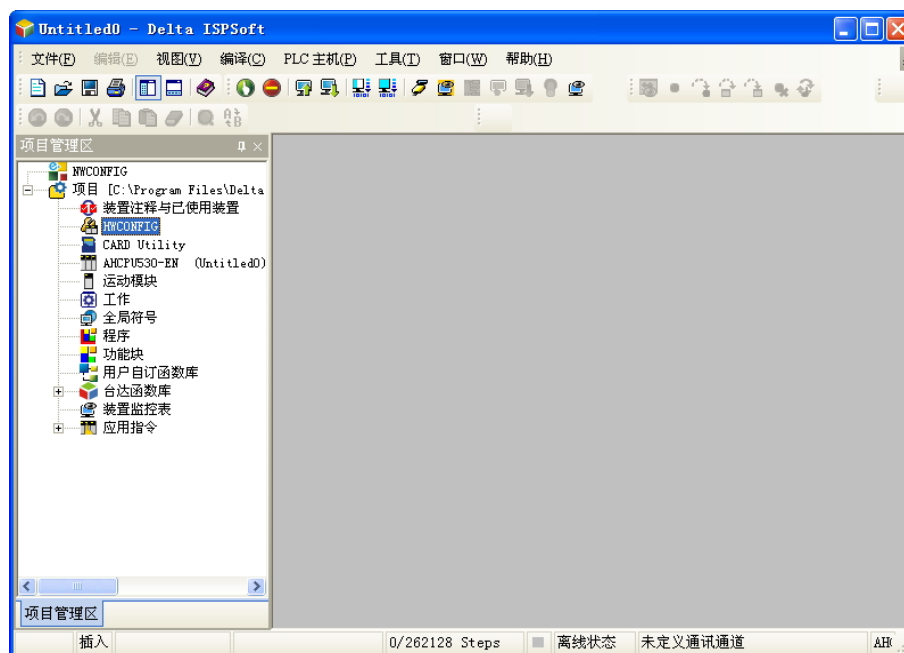 Untitled0 - Delta ISPSoft
文件(F) 编辑(E) 视图(V) 编译(C) PLC 主机(P) 工具(T) 窗口(W) 帮助(H)
项目管理区
NWCONFIG
项目 [C:\Program Files\Delta
装置注释与已使用装置
HWCONFIG
CARD Utility
AHCPU530-EN (Untitled0)
运动模块
工作
全局符号
程序
功能块
用户自订函数库
台达函数库
装置监控表
应用指令
项目管理区
插入 0/262128 Steps 离线状态 未定义通讯通道